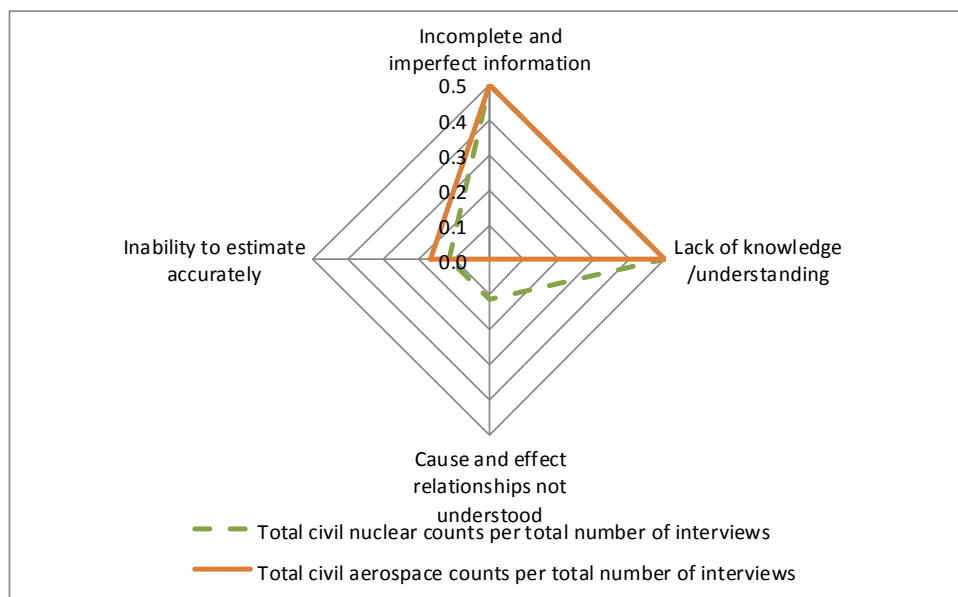 Incomplete and
imperfect information
0.5
0.4
0.3
0.2
0.1
0.0
Inability to estimate
accurately
Lack of knowledge
/understanding
Cause and effect
relationships not
understood
Total civil nuclear counts per total number of interviews
Total civil aerospace counts per total number of interviews